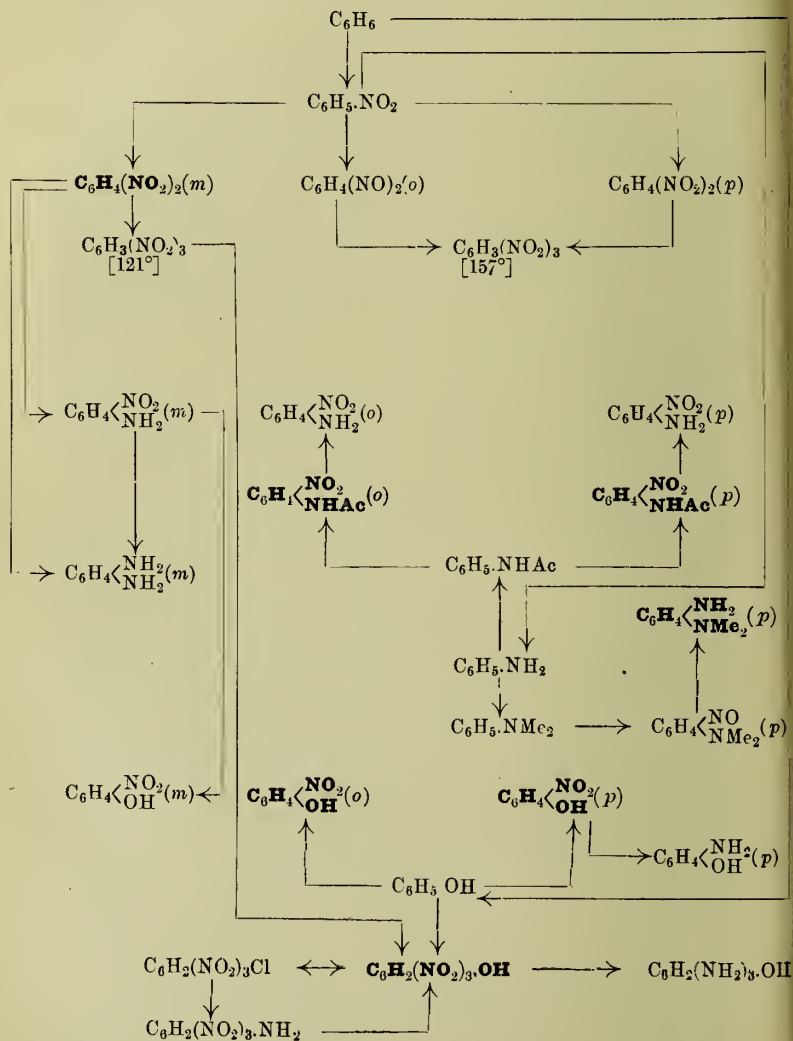 C₆H₆
C₆H₅.NO₂
C₆H₄(NO₂)₂(m) C₆H₄(NO)₂(o) C₆H₄(NO₂)₂(p)
C₆H₃(NO₂)₃ C₆H₃(NO₂)₃
[121°] [157°]
C₆H₄<NO₂ NH₂(m) C₆H₄<NO₂ NH₂(o) C₆H₄<NO₂ NH₂(p)
C₆H₄<NO₂ NHAc(o) C₆H₄<NO₂ NHAc(p)
C₆H₄<NH₂ NH₂(m) C₆H₅.NHAc
C₆H₄<NH₂ NMe₂(p)
C₆H₅.NH₂
C₆H₅.NMe₂ C₆H₄<NO NMe₂(p)
C₆H₄<NO₂ OH(m) C₆H₄<NO₂ OH(o) C₆H₄<NO₂ OH(p)
C₆H₄<NH₂ OH(p)
C₆H₅ OH
C₆H₂(NO₂)₃Cl C₆H₂(NO₂)₃.OH C₆H₂(NH₂)₃.OH
C₆H₂(NO₂)₃.NH₂